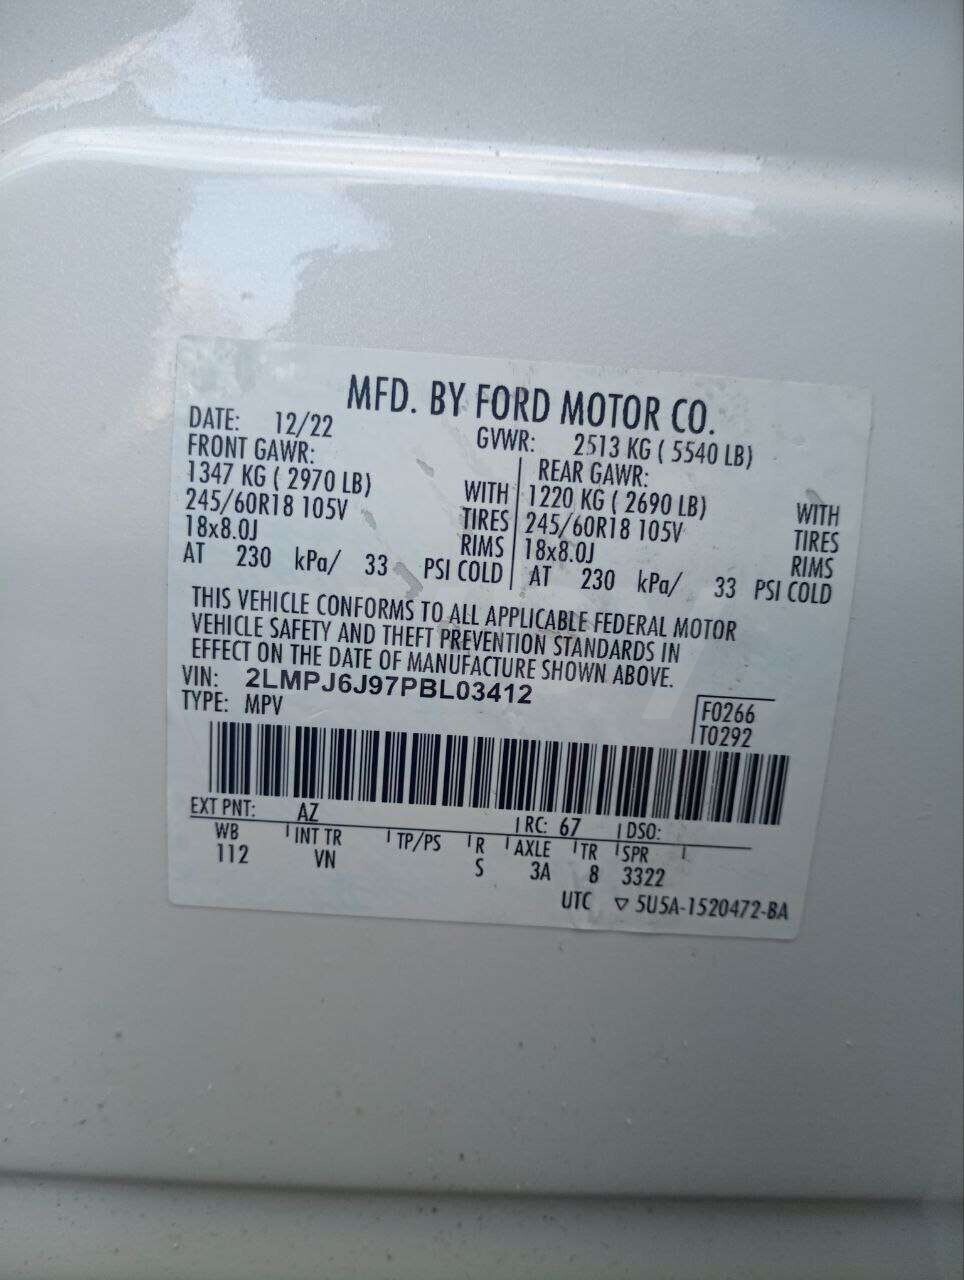 MFD. BY FORD MOTOR CO.
DATE: 12/22 GVWR: 2513 KG ( 5540 LB)
FRONT GAWR: REAR GAWR:
1347 KG ( 2970 LB) WITH 1220 KG ( 2690 LB) WITH
245/60R18 105V TIRES 245/60R18 105V TIRES
18x8.0J RIMS 18x8.0J RIMS
AT 230 kPa/ 33 PSI COLD AT 230 kPa/ 33 PSI COLD
THIS VEHICLE CONFORMS TO ALL APPLICABLE FEDERAL MOTOR
VEHICLE SAFETY AND THEFT PREVENTION STANDARDS IN
EFFECT ON THE DATE OF MANUFACTURE SHOWN ABOVE.
VIN: 2LMPJ6J97PBL03412
TYPE: MPV F0266
T0292
EXT PNT: AZ RC: 67 DSO:
WB INT TR TP/PS R AXLE TR SPR
112 VN S 3A 8 3322
UTC ▽ 5U5A-1520472-BA